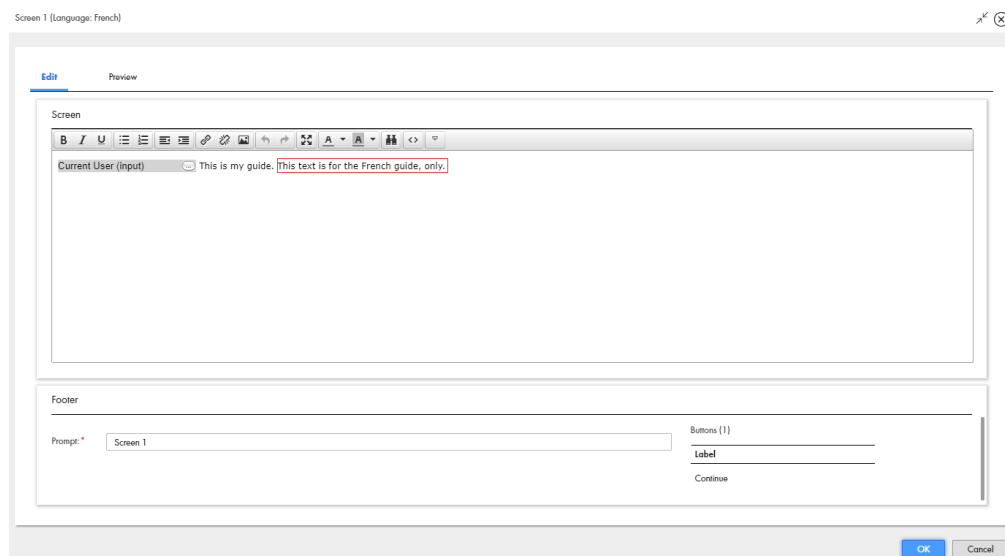 Screen 1 (Language: French)
Edit Preview
Screen
B I U A A
Current User (input) ... This is my guide. This text is for the French guide, only.
Footer
Buttons (1)
Prompt: * Screen 1
Label
Continue
OK Cancel